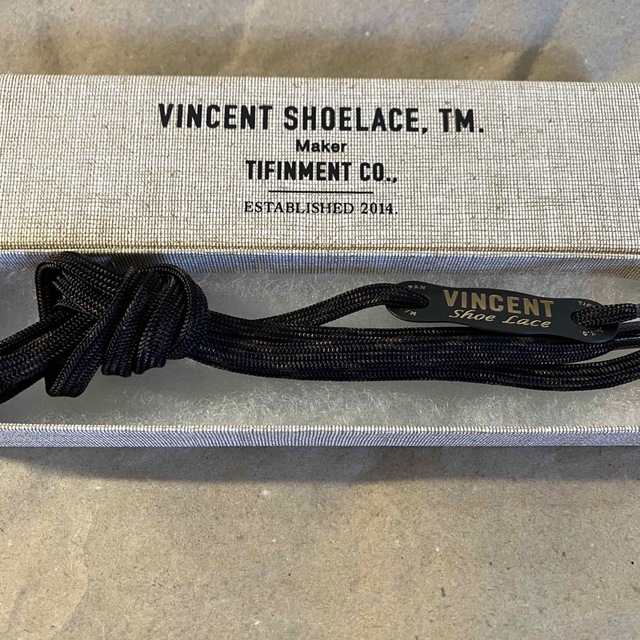 VINCENT SHOELACE, TM.
Maker
TIFINMENT CO.,
ESTABLISHED 2014.
VINCENT
Shoe Lace